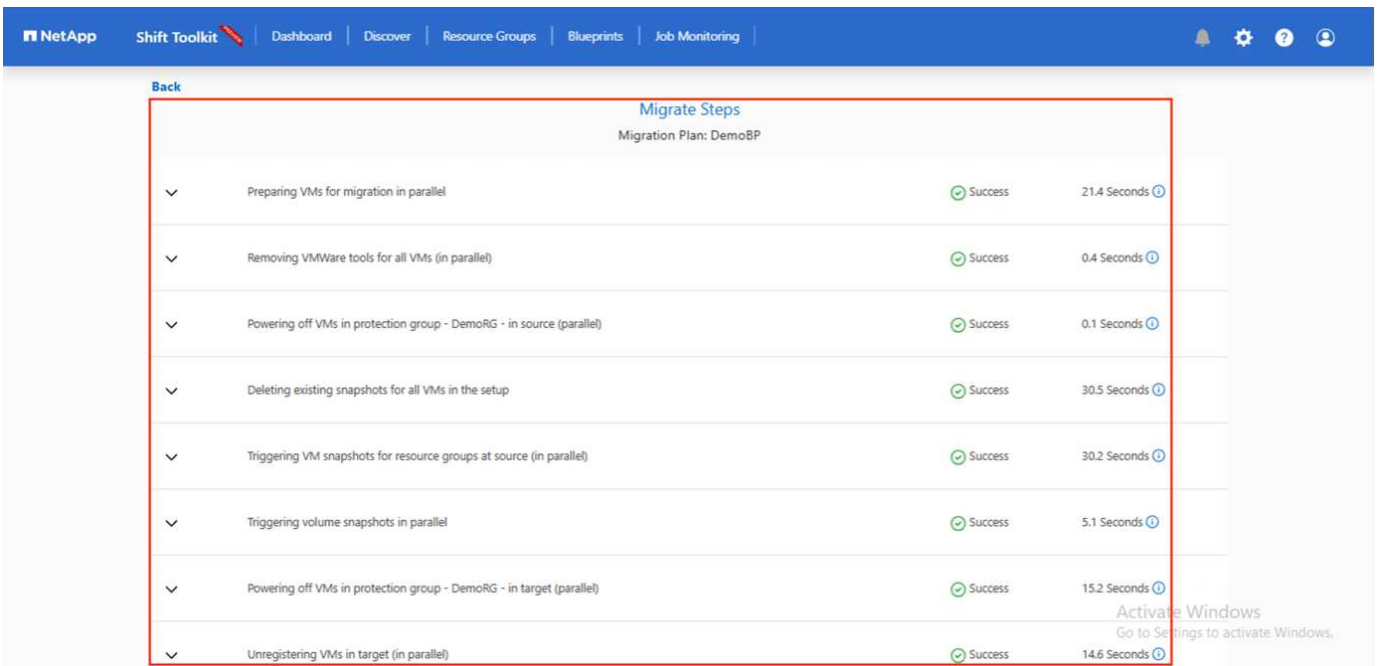 NetApp Shift Toolkit Dashboard Discover Resource Groups Blueprints Job Monitoring
Back
Migrate Steps
Migration Plan: DemoBP
Preparing VMs for migration in parallel Success 21.4 Seconds
Removing VMWare tools for all VMs (in parallel) Success 0.4 Seconds
Powering off VMs in protection group - DemoRG - in source (parallel) Success 0.1 Seconds
Deleting existing snapshots for all VMs in the setup Success 30.5 Seconds
Triggering VM snapshots for resource groups at source (in parallel) Success 30.2 Seconds
Triggering volume snapshots in parallel Success 5.1 Seconds
Powering off VMs in protection group - DemoRG - in target (parallel) Success 15.2 Seconds
Activate Windows
Go to Settings to activate Windows.
Unregistering VMs in target (in parallel) Success 14.6 Seconds